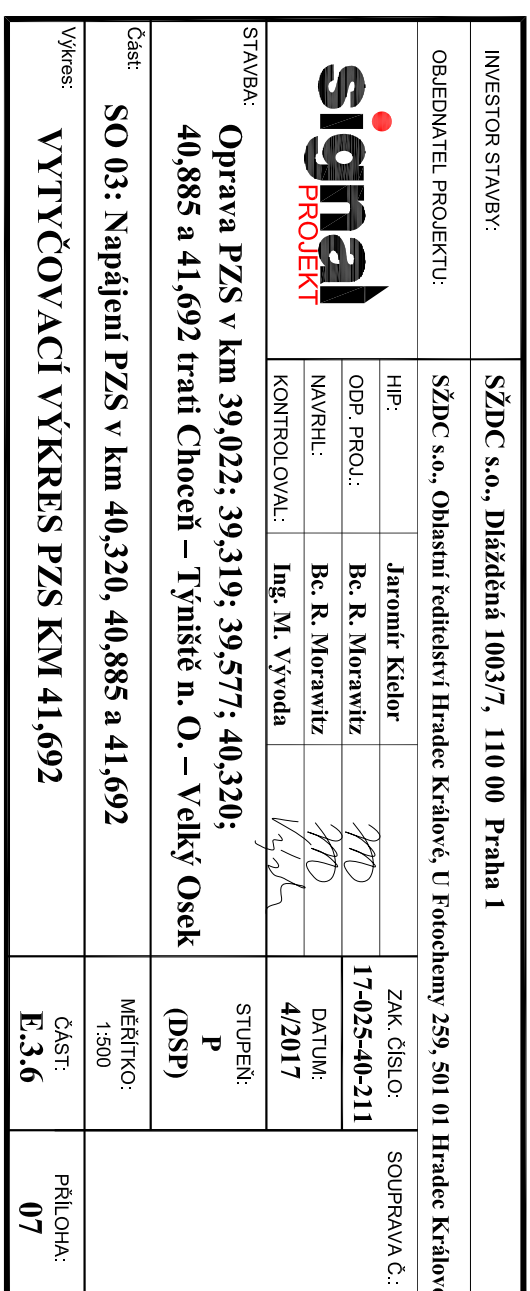 INVESTOR STAVBY: SŽDC s.o., Dlážděná 1003/7, 110 00 Praha 1
OBJEDNATEL PROJEKTU: SŽDC s.o., Oblastní ředitelství Hradec Králové, U Fotochemy 259, 501 01 Hradec Králové
signal
PROJEKT
HIP: Jaromír Kielor
ODP. PROJ.: Bc. R. Morawitz
NAVRHL: Bc. R. Morawitz
KONTROLOVAL: Ing. M. Vývoda
ZAK. ČÍSLO:
17-025-40-211
DATUM:
4/2017
SOUPRAVA Č.:
STAVBA:
Oprava PZS v km 39,022; 39,319; 39,577; 40,320;
40,885 a 41,692 trati Choceň – Týniště n. O. – Velký Osek
STUPEŇ:
P
(DSP)
Část:
SO 03: Napájení PZS v km 40,320, 40,885 a 41,692
MĚŘÍTKO:
1:500
Výkres:
VYTYČOVACÍ VÝKRES PZS KM 41,692
ČÁST:
E.3.6
PŘÍLOHA:
07